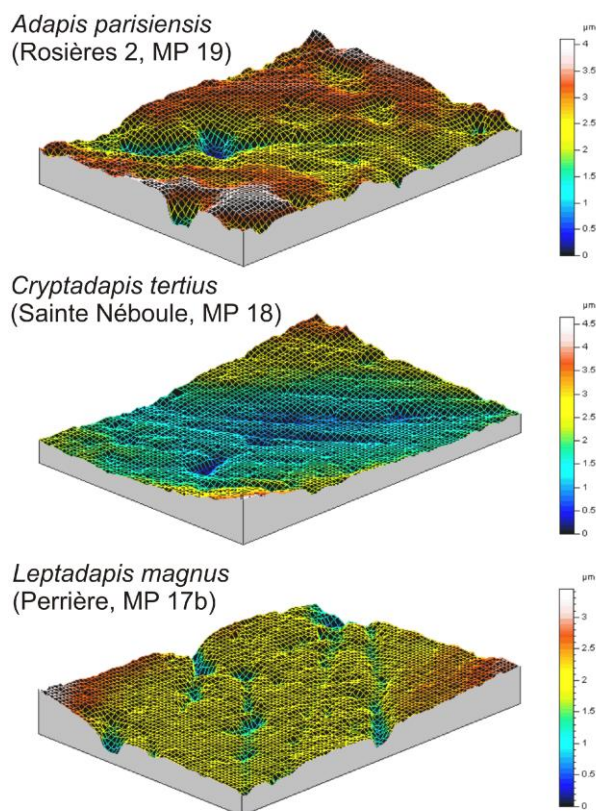 Adapis parisiensis
(Rosières 2, MP 19)
µm
4
3.5
3
2.5
2
1.5
1
0.5
0
Cryptadapis tertius
(Sainte Néboule, MP 18)
µm
4.5
4
3.5
3
2.5
2
1.5
1
0.5
0
Leptadapis magnus
(Perrière, MP 17b)
µm
3
2.5
2
1.5
1
0.5
0